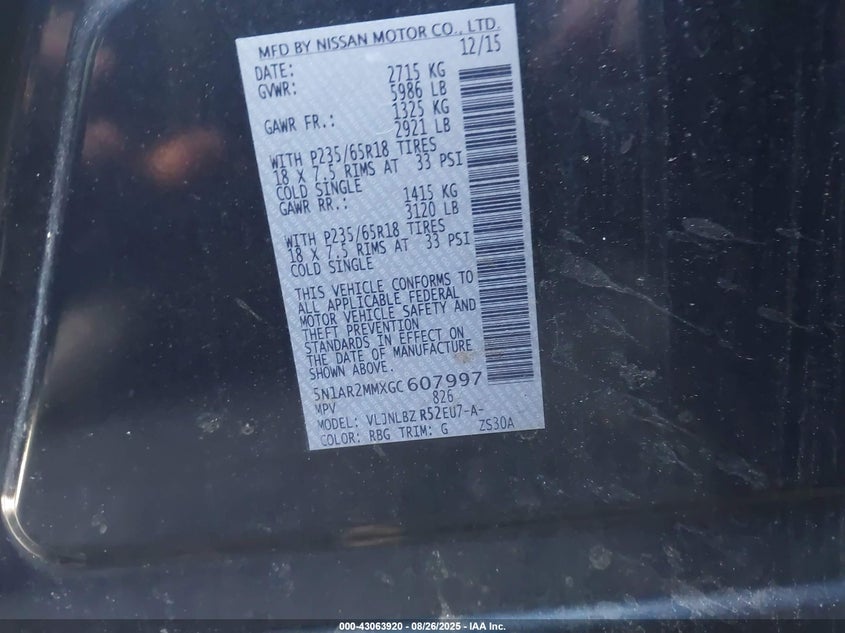 MFD BY NISSAN MOTOR CO., LTD.
DATE: 12/15
GVWR: 2715 KG
5986 LB
GAWR FR.: 1325 KG
2921 LB
WITH P235/65R18 TIRES
18 X 7.5 RIMS AT 33 PSI
COLD SINGLE
GAWR RR.: 1415 KG
3120 LB
WITH P235/65R18 TIRES
18 X 7.5 RIMS AT 33 PSI
COLD SINGLE
THIS VEHICLE CONFORMS TO
ALL APPLICABLE FEDERAL
MOTOR VEHICLE SAFETY AND
THEFT PREVENTION
STANDARDS IN EFFECT ON
THE DATE OF MANUFACTURE
SHOWN ABOVE.
5N1AR2MMXGC607997
MPV 826
MODEL: VLJNLBZ R52EU7-A-
COLOR: RBG TRIM: G ZS30A
000-43063920 - 08/26/2025 - IAA Inc.